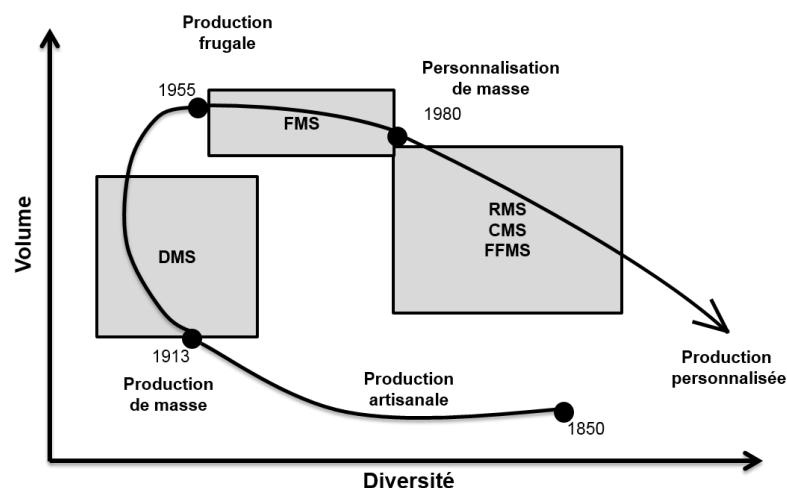 Production
frugale
1955
Personnalisation
de masse
1980
FMS
RMS
CMS
FFMS
DMS
Volume
1913
Production
de masse
Production
artisanale
1850
Production
personnalisée
Diversité